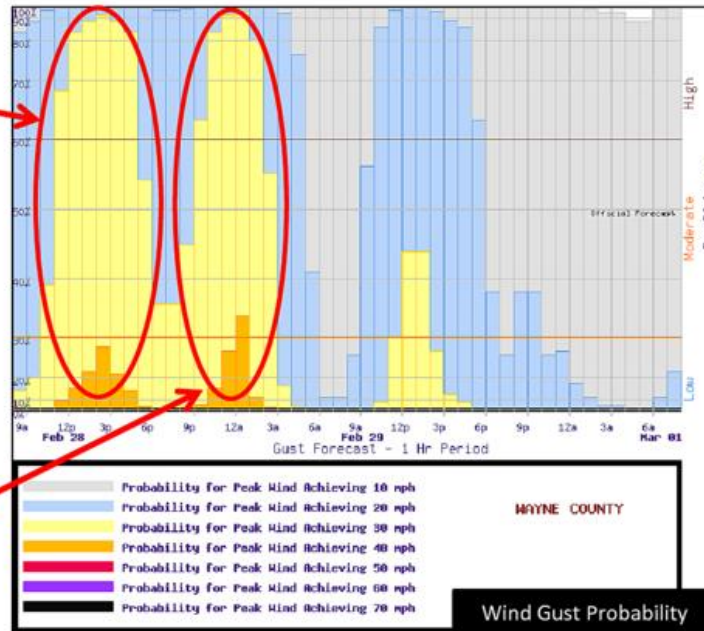 100%
90%
80%
70%
60%
50%
40%
30%
20%
10%
0%
High
Moderate
Low
Official Forecast
9a 12p 3p 6p 9p 12a 3a 6a 9a 12p 3p 6p 9p 12a 3a 6a
Feb 28 Feb 29 Mar 01
Gust Forecast - 1 Hr Period
Probability for Peak Wind Achieving 10 mph
Probability for Peak Wind Achieving 20 mph
Probability for Peak Wind Achieving 30 mph
Probability for Peak Wind Achieving 40 mph
Probability for Peak Wind Achieving 50 mph
Probability for Peak Wind Achieving 60 mph
Probability for Peak Wind Achieving 70 mph
WAYNE COUNTY
Wind Gust Probability